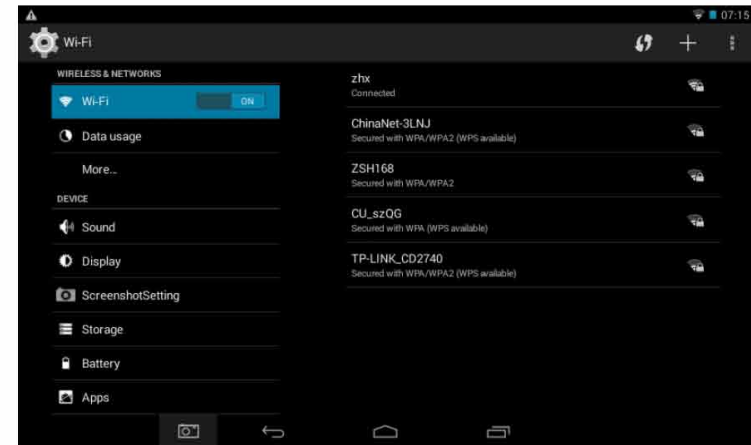 07:15
Wi-Fi
WIRELESS & NETWORKS
Wi-Fi ON
Data usage
More...
DEVICE
Sound
Display
ScreenshotSetting
Storage
Battery
Apps
zhx
Connected
ChinaNet-3LNJ
Secured with WPA/WPA2 (WPS available)
ZSH168
Secured with WPA/WPA2
CU_szQG
Secured with WPA (WPS available)
TP-LINK_CD2740
Secured with WPA/WPA2 (WPS available)